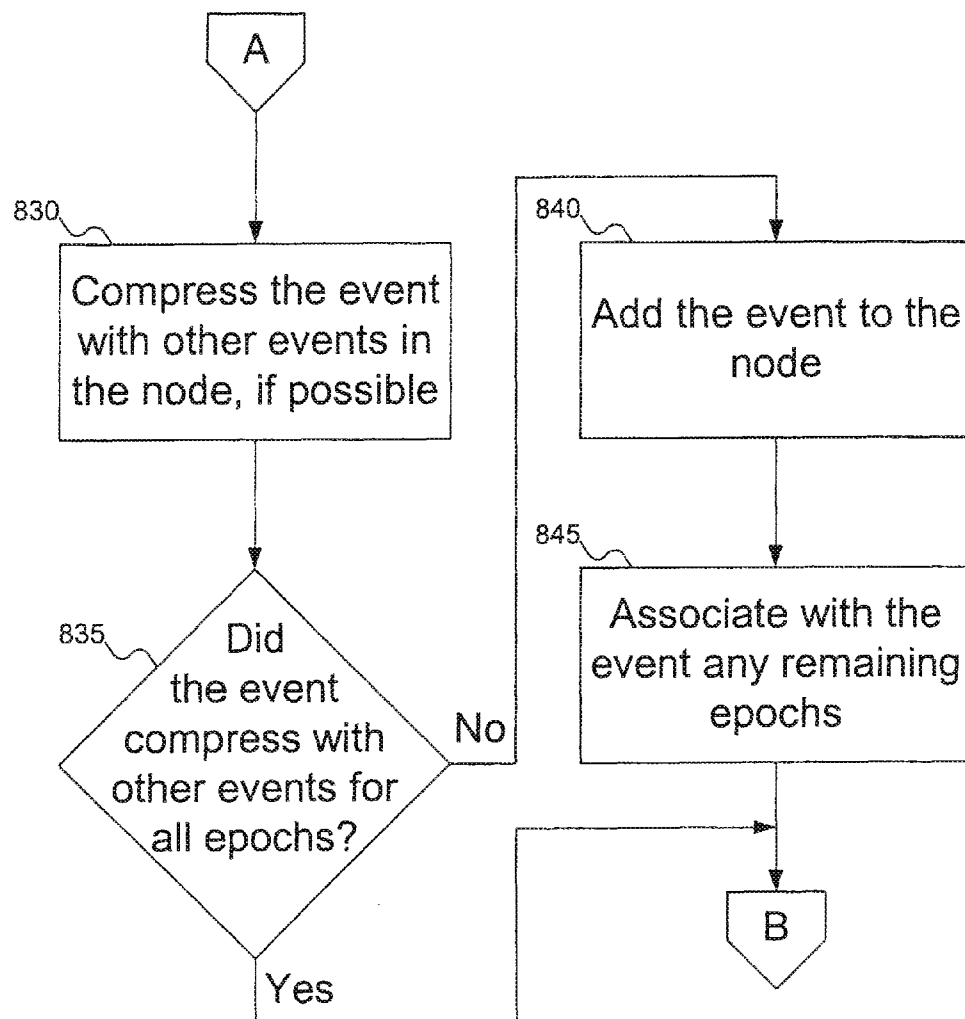 A
830
Compress the event
with other events in
the node, if possible
835
Did
the event
compress with
other events for
all epochs?
No
Yes
840
Add the event to the
node
845
Associate with the
event any remaining
epochs
B